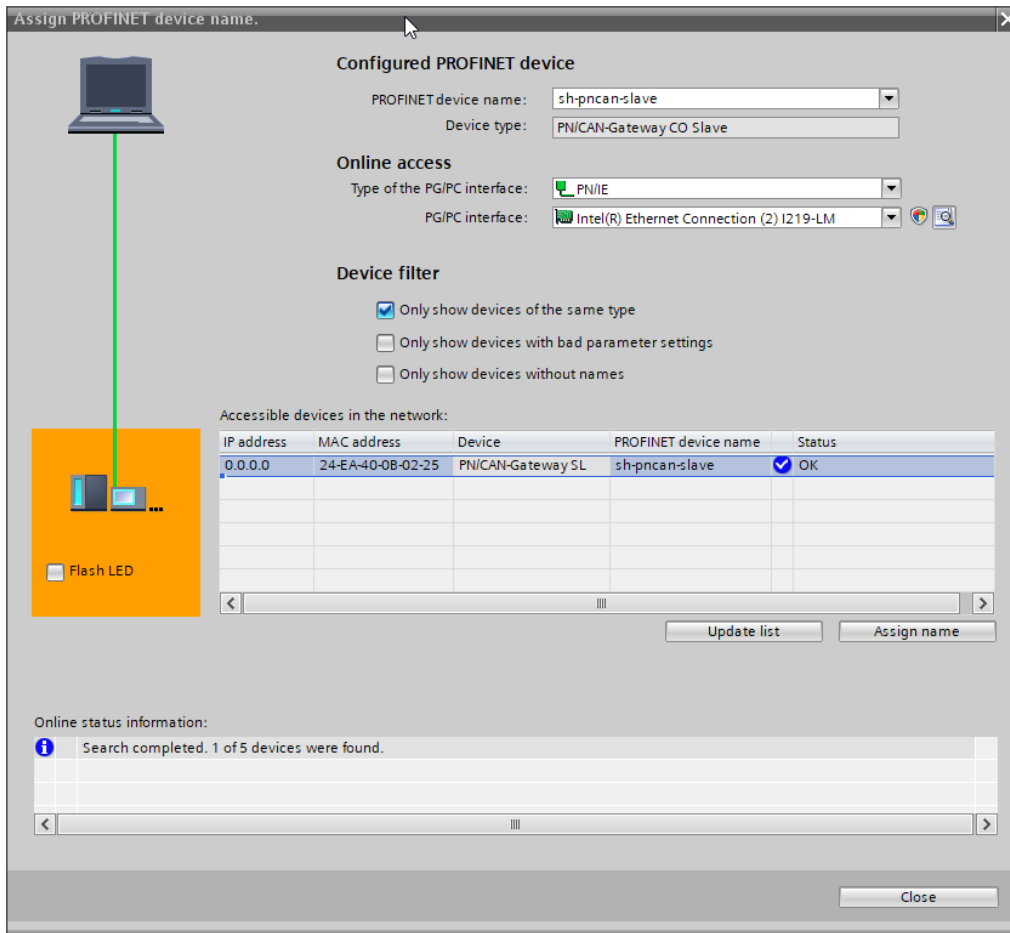 Assign PROFINET device name.
Configured PROFINET device
PROFINET device name: sh-pncan-slave
Device type: PN/CAN-Gateway CO Slave
Online access
Type of the PG/PC interface: PN/IE
PG/PC interface: Intel(R) Ethernet Connection (2) I219-LM
Device filter
Only show devices of the same type
Only show devices with bad parameter settings
Only show devices without names
Accessible devices in the network:
IP address MAC address Device PROFINET device name Status
0.0.0.0 24-EA-40-0B-02-25 PN/CAN-Gateway SL sh-pncan-slave OK
Flash LED
Update list Assign name
Online status information:
Search completed. 1 of 5 devices were found.
Close